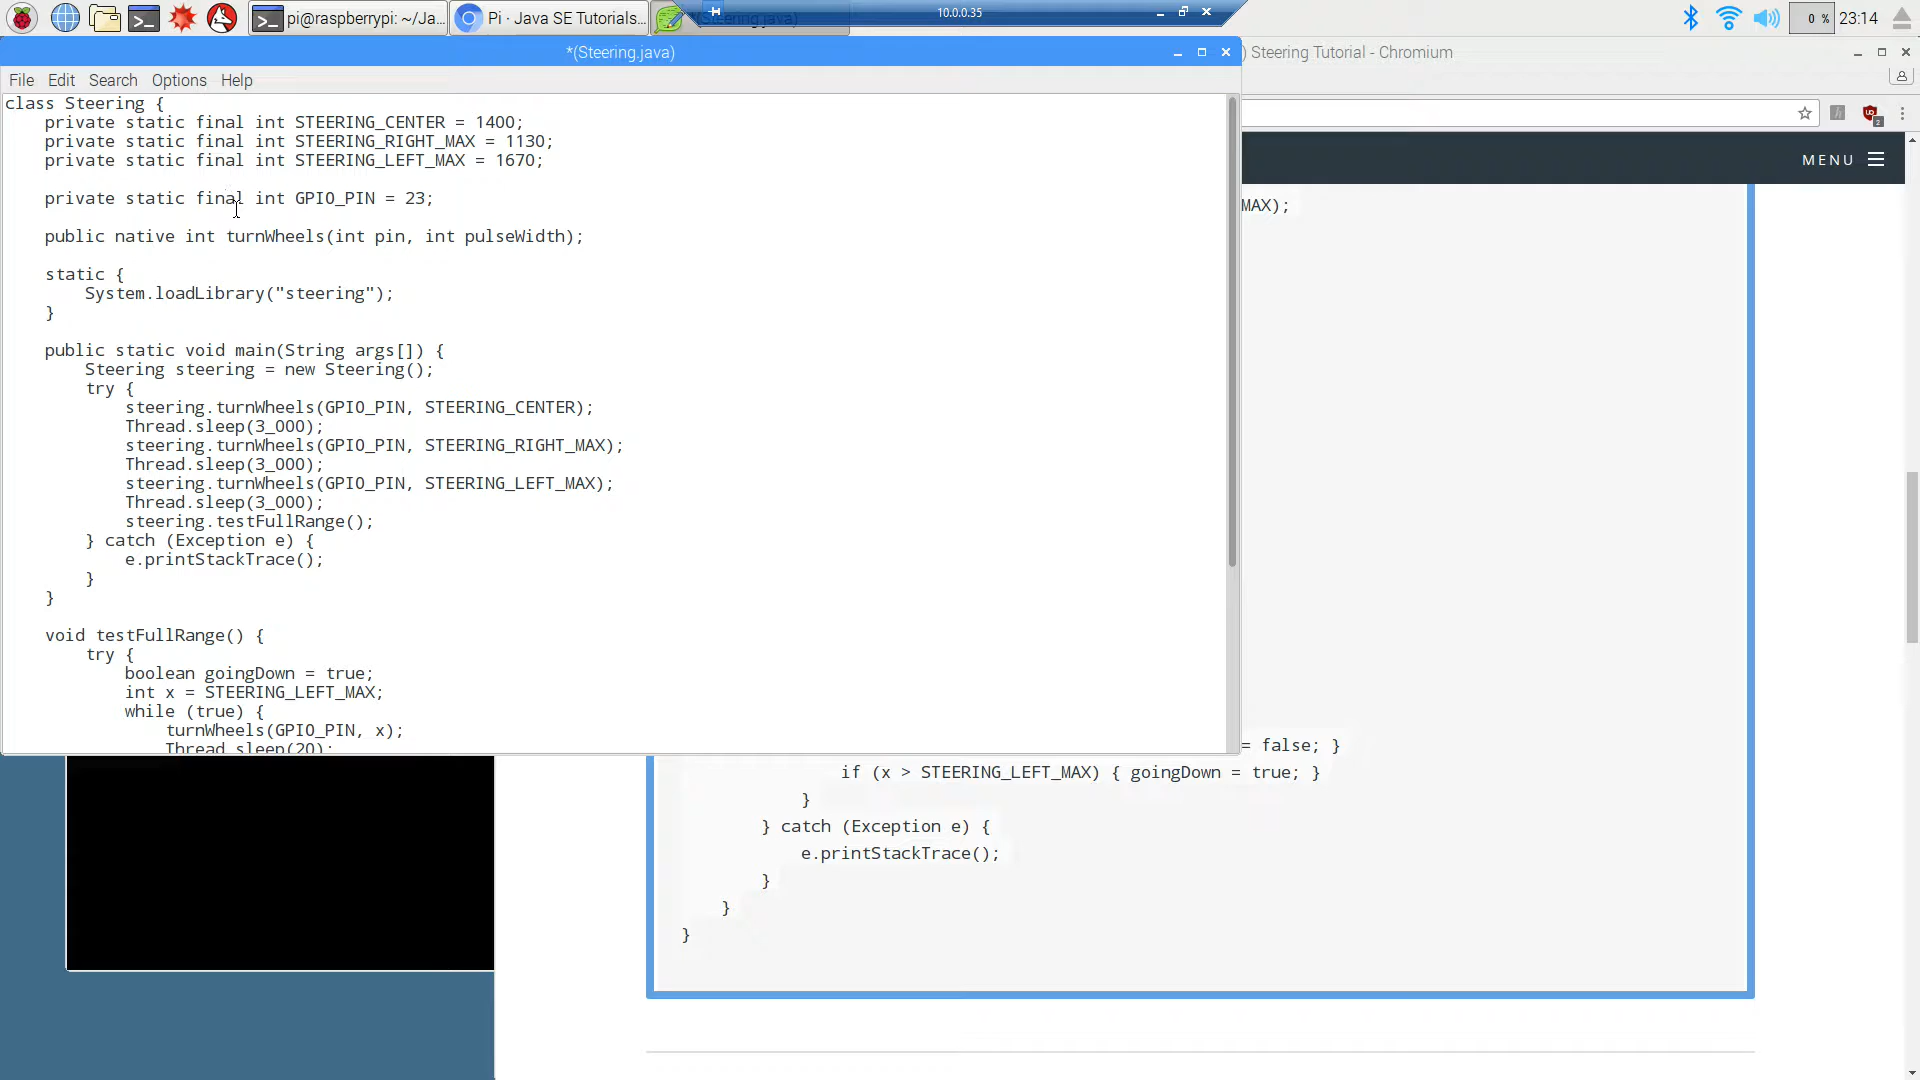 pi@raspberrypi: ~/Ja...
Pi · Java SE Tutorials...
10.0.0.35
0 %
23:14
*(Steering.java)
Steering Tutorial - Chromium
File Edit Search Options Help
MENU
class Steering {
private static final int STEERING_CENTER = 1400;
private static final int STEERING_RIGHT_MAX = 1130;
private static final int STEERING_LEFT_MAX = 1670;
private static final int GPIO_PIN = 23;
public native int turnWheels(int pin, int pulseWidth);
static {
System.loadLibrary("steering");
}
public static void main(String args[]) {
Steering steering = new Steering();
try {
steering.turnWheels(GPIO_PIN, STEERING_CENTER);
Thread.sleep(3_000);
steering.turnWheels(GPIO_PIN, STEERING_RIGHT_MAX);
Thread.sleep(3_000);
steering.turnWheels(GPIO_PIN, STEERING_LEFT_MAX);
Thread.sleep(3_000);
steering.testFullRange();
} catch (Exception e) {
e.printStackTrace();
}
}
void testFullRange() {
try {
boolean goingDown = true;
int x = STEERING_LEFT_MAX;
while (true) {
turnWheels(GPIO_PIN, x);
Thread.sleep(20);
MAX);
= false; }
if (x > STEERING_LEFT_MAX) { goingDown = true; }
}
} catch (Exception e) {
e.printStackTrace();
}
}
}